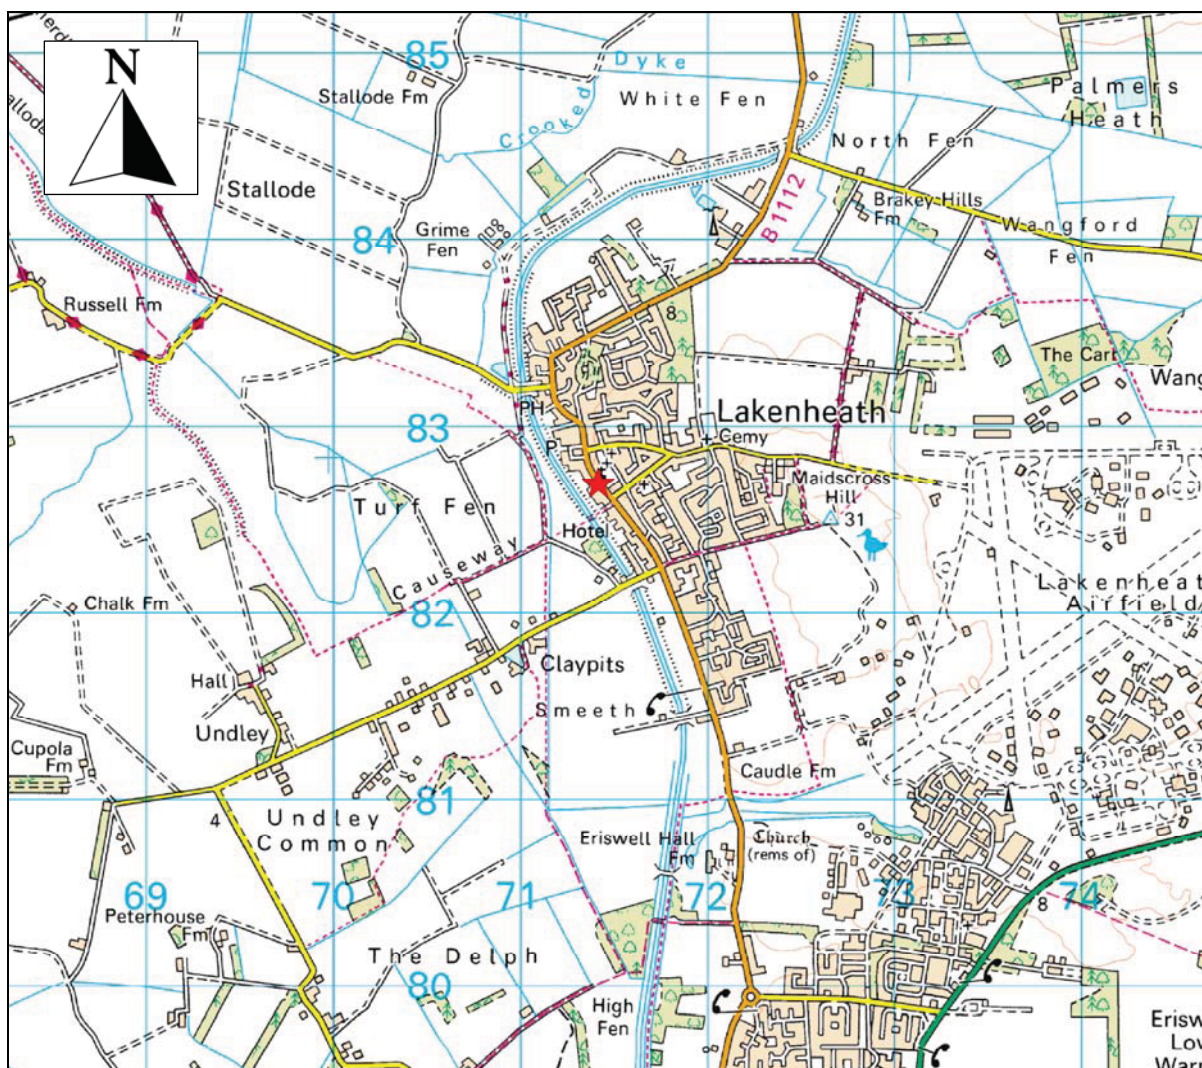 N
85
Dyke
Crooked
White Fen
Palmers
Heath
Stallode Fm
North Fen
Stallode
B1112
Brakey Hills
Fm
84
Grime
Fen
Wangford
Fen
Russell Fm
8
The Cart
Wang
PH
Lakenheath
83
Cemy
P
Maidscross
Hill
31
Turf Fen
Hotel
Causeway
Lakenheat
Airfield
Chalk Fm
82
Claypits
Hall
Smeeth
Undley
Cupola
Fm
Caudle Fm
81
4
Undley
Common
Eriswell Hall
Fm
Church
(rems of)
69
70
71
72
73
74
8
Peterhouse
Fm
The Delph
80
High
Fen
Erisw
Lo
War